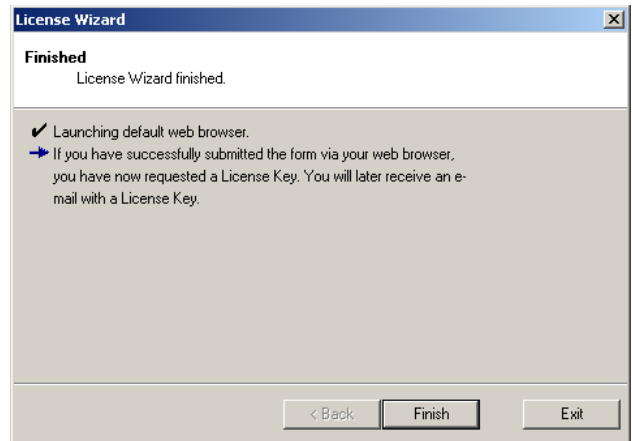 License Wizard
Finished
License Wizard finished.
Launching default web browser.
If you have successfully submitted the form via your web browser,
you have now requested a License Key. You will later receive an e-
mail with a License Key.
< Back
Finish
Exit